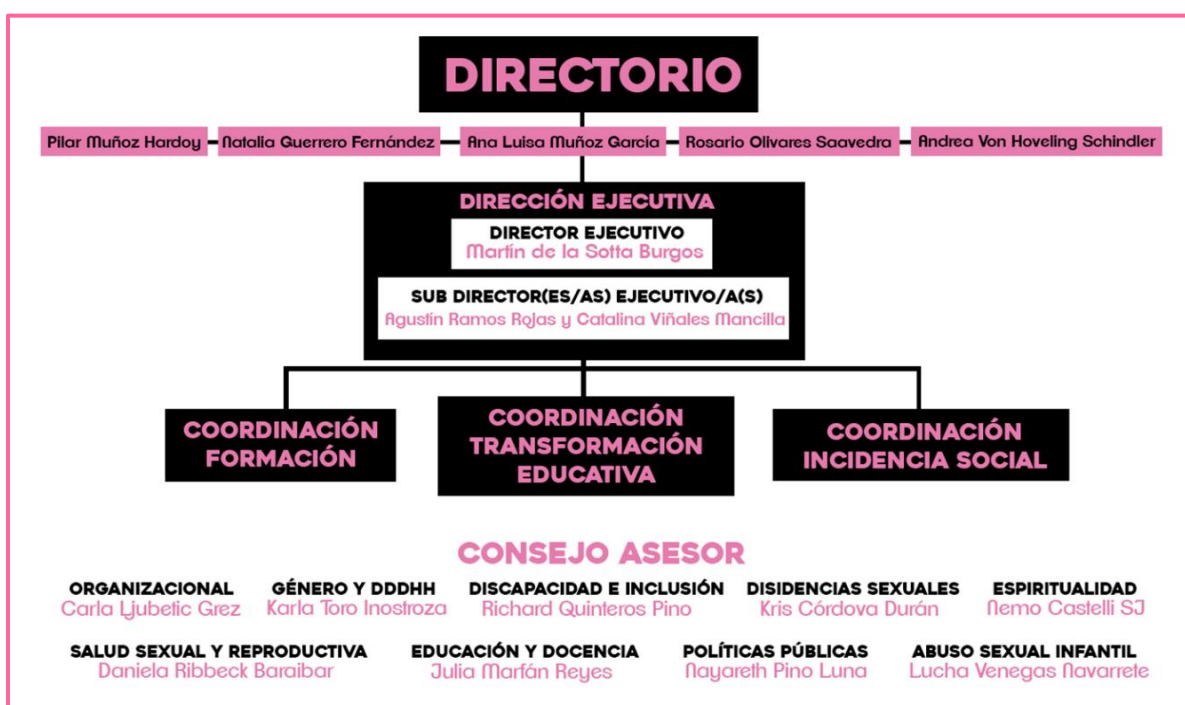 DIRECTORIO
Pilar Muñoz Hardoy
Natalia Guerrero Fernández
Ana Luisa Muñoz García
Rosario Olivares Saavedra
Andrea Von Hoveling Schindler
DIRECCIÓN EJECUTIVA
DIRECTOR EJECUTIVO
Martín de la Sotta Burgos
SUB DIRECTOR(ES/AS) EJECUTIVO/A(S)
Agustín Ramos Rojas y Catalina Viñales Mancilla
COORDINACIÓN
FORMACIÓN
COORDINACIÓN
TRANSFORMACIÓN
EDUCATIVA
COORDINACIÓN
INCIDENCIA SOCIAL
CONSEJO ASESOR
ORGANIZACIONAL
Carla Ljubetic Grez
GÉNERO Y DDDHH
Karla Toro Inostroza
DISCAPACIDAD E INCLUSIÓN
Richard Quinteros Pino
DISIDENCIAS SEXUALES
Kris Córdova Durán
ESPIRITUALIDAD
Nemo Castelli SJ
SALUD SEXUAL Y REPRODUCTIVA
Daniela Ribbeck Baraibar
EDUCACIÓN Y DOCENCIA
Julia Marfán Reyes
POLÍTICAS PÚBLICAS
Nayareth Pino Luna
ABUSO SEXUAL INFANTIL
Lucha Venegas Navarrete